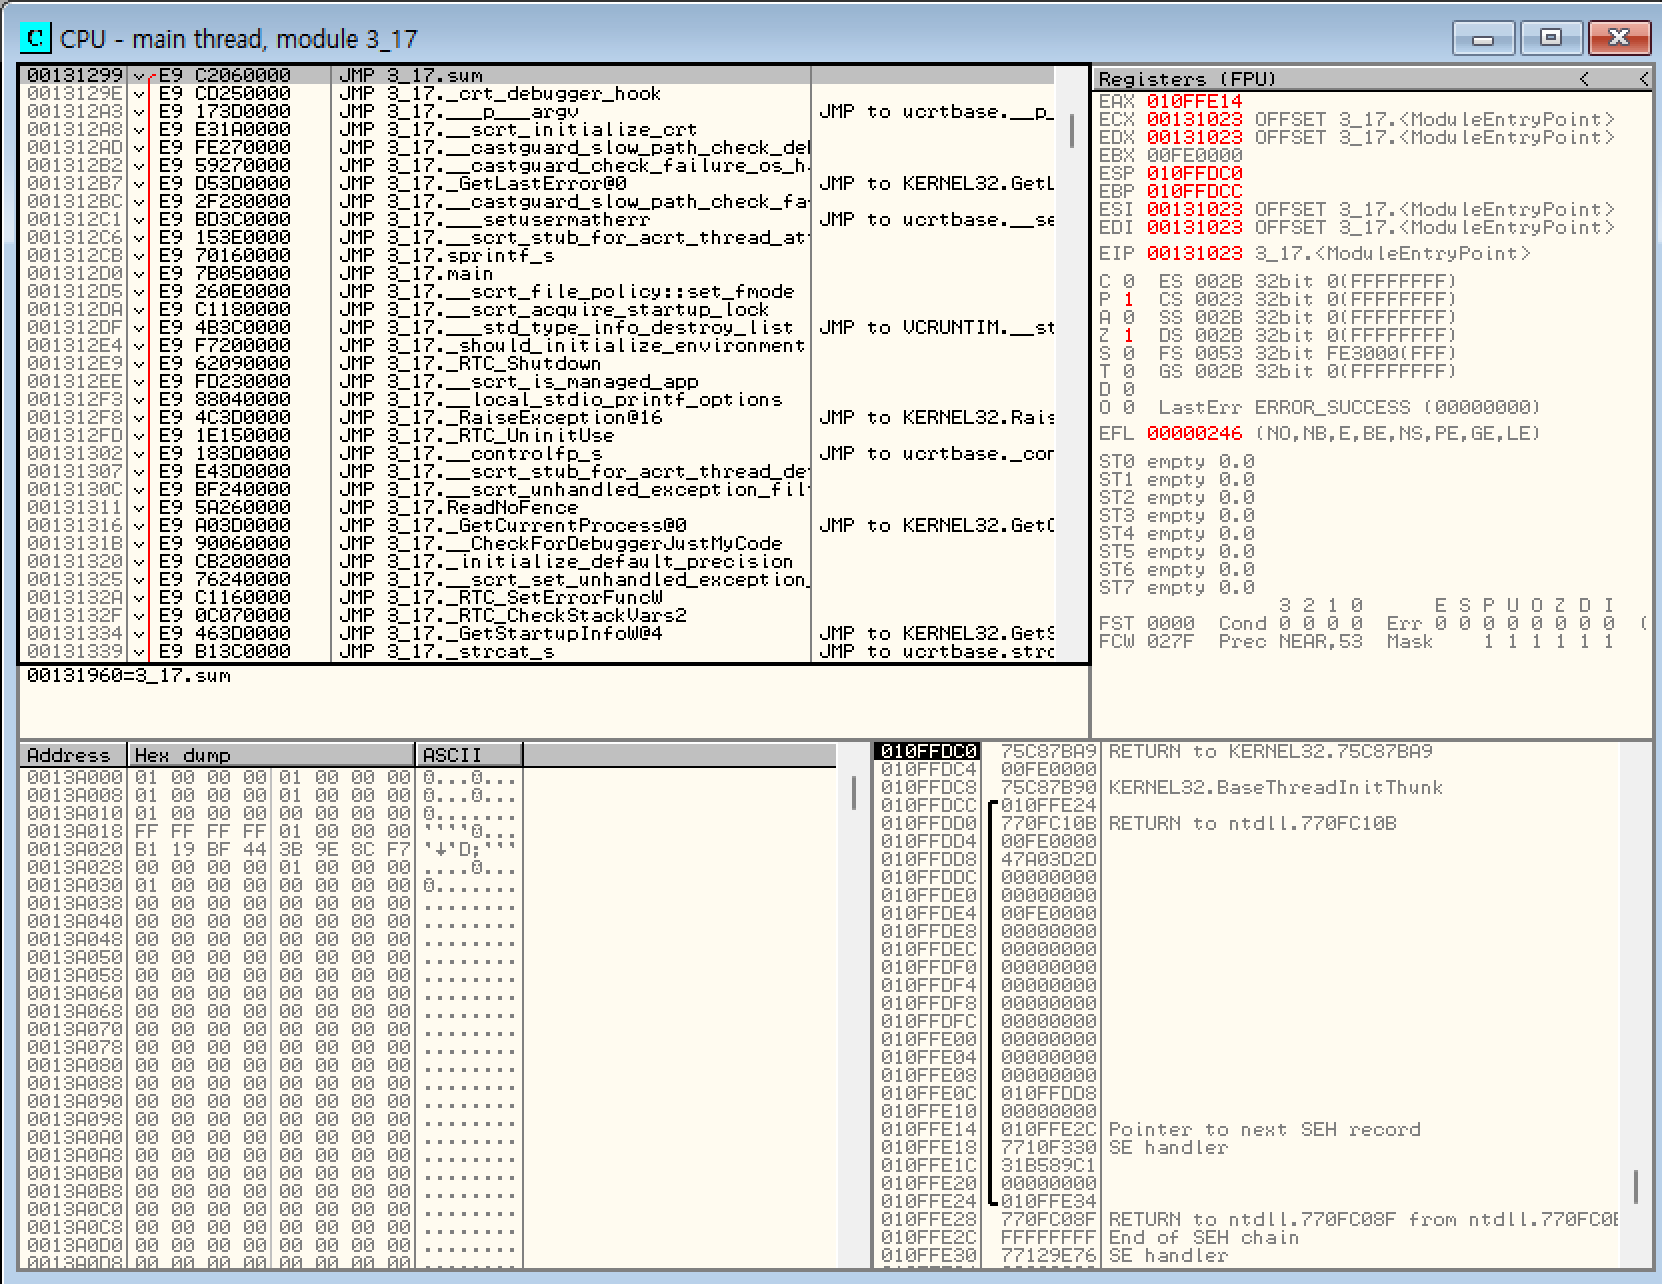 C CPU - main thread, module 3_17
00131299 E9 C2060000 JMP 3_17.sum
0013129E E9 CD250000 JMP 3_17._crt_debugger_hook
001312A3 E9 173D0000 JMP 3_17.___p___argv JMP to ucrtbase.__p_
001312A8 E9 E31A0000 JMP 3_17.__scrt_initialize_crt
001312AD E9 FE270000 JMP 3_17.__castguard_slow_path_check_del
001312B2 E9 59270000 JMP 3_17.__castguard_check_failure_os_h
001312B7 E9 D53D0000 JMP 3_17._GetLastError@0 JMP to KERNEL32.GetL
001312BC E9 2F280000 JMP 3_17.__castguard_slow_path_check_fa
001312C1 E9 BD3C0000 JMP 3_17.___setusermatherr JMP to ucrtbase.__se
001312C6 E9 153E0000 JMP 3_17.__scrt_stub_for_acrt_thread_at
001312CB E9 70160000 JMP 3_17.sprintf_s
001312D0 E9 7B050000 JMP 3_17.main
001312D5 E9 260E0000 JMP 3_17.__scrt_file_policy::set_fmode
001312DA E9 C1180000 JMP 3_17.__scrt_acquire_startup_lock
001312DF E9 4B3C0000 JMP 3_17.___std_type_info_destroy_list JMP to VCRUNTIM.__st
001312E4 E9 F7200000 JMP 3_17._should_initialize_environment
001312E9 E9 62090000 JMP 3_17._RTC_Shutdown
001312EE E9 FD230000 JMP 3_17.__scrt_is_managed_app
001312F3 E9 88040000 JMP 3_17.__local_stdio_printf_options
001312F8 E9 4C3D0000 JMP 3_17._RaiseException@16 JMP to KERNEL32.Rais
001312FD E9 1E150000 JMP 3_17._RTC_UninitUse
00131302 E9 183D0000 JMP 3_17.__controlfp_s JMP to ucrtbase._con
00131307 E9 E43D0000 JMP 3_17.__scrt_stub_for_acrt_thread_de
0013130C E9 BF240000 JMP 3_17.__scrt_unhandled_exception_fil
00131311 E9 5A260000 JMP 3_17.ReadNoFence
00131316 E9 A03D0000 JMP 3_17._GetCurrentProcess@0 JMP to KERNEL32.GetC
0013131B E9 90060000 JMP 3_17.__CheckForDebuggerJustMyCode
00131320 E9 CB200000 JMP 3_17._initialize_default_precision
00131325 E9 76240000 JMP 3_17.__scrt_set_unhandled_exception_
0013132A E9 C1160000 JMP 3_17._RTC_SetErrorFuncW
0013132F E9 0C070000 JMP 3_17._RTC_CheckStackVars2
00131334 E9 463D0000 JMP 3_17._GetStartupInfoW@4 JMP to KERNEL32.GetS
00131339 E9 B13C0000 JMP 3_17._strcat_s JMP to ucrtbase.strc
00131960=3_17.sum
Registers (FPU) < <
EAX 010FFE14
ECX 00131023 OFFSET 3_17.<ModuleEntryPoint>
EDX 00131023 OFFSET 3_17.<ModuleEntryPoint>
EBX 00FE0000
ESP 010FFDC0
EBP 010FFDCC
ESI 00131023 OFFSET 3_17.<ModuleEntryPoint>
EDI 00131023 OFFSET 3_17.<ModuleEntryPoint>
EIP 00131023 3_17.<ModuleEntryPoint>
C 0 ES 002B 32bit 0(FFFFFFFF)
P 1 CS 0023 32bit 0(FFFFFFFF)
A 0 SS 002B 32bit 0(FFFFFFFF)
Z 1 DS 002B 32bit 0(FFFFFFFF)
S 0 FS 0053 32bit FE3000(FFF)
T 0 GS 002B 32bit 0(FFFFFFFF)
D 0
O 0 LastErr ERROR_SUCCESS (00000000)
EFL 00000246 (NO,NB,E,BE,NS,PE,GE,LE)
ST0 empty 0.0
ST1 empty 0.0
ST2 empty 0.0
ST3 empty 0.0
ST4 empty 0.0
ST5 empty 0.0
ST6 empty 0.0
ST7 empty 0.0
3 2 1 0 E S P U O Z D I
FST 0000 Cond 0 0 0 0 Err 0 0 0 0 0 0 0 0 (
FCW 027F Prec NEAR,53 Mask 1 1 1 1 1 1
Address Hex dump ASCII
0013A000 01 00 00 00 01 00 00 00 0...0...
0013A008 01 00 00 00 01 00 00 00 0...0...
0013A010 01 00 00 00 00 00 00 00 0.......
0013A018 FF FF FF FF 01 00 00 00 ''''0...
0013A020 B1 19 BF 44 3B 9E 8C F7 '↓'D;'''
0013A028 00 00 00 00 01 00 00 00 ....0...
0013A030 01 00 00 00 00 00 00 00 0.......
0013A038 00 00 00 00 00 00 00 00 ........
0013A040 00 00 00 00 00 00 00 00 ........
0013A048 00 00 00 00 00 00 00 00 ........
0013A050 00 00 00 00 00 00 00 00 ........
0013A058 00 00 00 00 00 00 00 00 ........
0013A060 00 00 00 00 00 00 00 00 ........
0013A068 00 00 00 00 00 00 00 00 ........
0013A070 00 00 00 00 00 00 00 00 ........
0013A078 00 00 00 00 00 00 00 00 ........
0013A080 00 00 00 00 00 00 00 00 ........
0013A088 00 00 00 00 00 00 00 00 ........
0013A090 00 00 00 00 00 00 00 00 ........
0013A098 00 00 00 00 00 00 00 00 ........
0013A0A0 00 00 00 00 00 00 00 00 ........
0013A0A8 00 00 00 00 00 00 00 00 ........
0013A0B0 00 00 00 00 00 00 00 00 ........
0013A0B8 00 00 00 00 00 00 00 00 ........
0013A0C0 00 00 00 00 00 00 00 00 ........
0013A0C8 00 00 00 00 00 00 00 00 ........
0013A0D0 00 00 00 00 00 00 00 00 ........
0013A0D8 00 00 00 00 00 00 00 00 ........
010FFDC0 75C87BA9 RETURN to KERNEL32.75C87BA9
010FFDC4 00FE0000
010FFDC8 75C87B90 KERNEL32.BaseThreadInitThunk
010FFDCC 010FFE24
010FFDD0 770FC10B RETURN to ntdll.770FC10B
010FFDD4 00FE0000
010FFDD8 47A03D2D
010FFDDC 00000000
010FFDE0 00000000
010FFDE4 00FE0000
010FFDE8 00000000
010FFDEC 00000000
010FFDF0 00000000
010FFDF4 00000000
010FFDF8 00000000
010FFDFC 00000000
010FFE00 00000000
010FFE04 00000000
010FFE08 00000000
010FFE0C 010FFDD8
010FFE10 00000000
010FFE14 010FFE2C Pointer to next SEH record
010FFE18 7710F330 SE handler
010FFE1C 31B589C1
010FFE20 00000000
010FFE24 010FFE34
010FFE28 770FC08F RETURN to ntdll.770FC08F from ntdll.770FC0
010FFE2C FFFFFFFF End of SEH chain
010FFE30 77129E76 SE handler